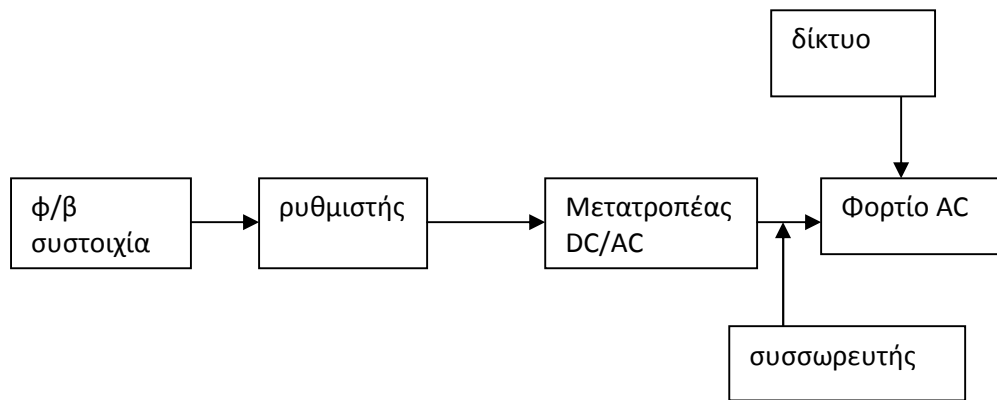 δίκτυο
φ/β
συστοιχία
ρυθμιστής
Μετατροπέας
DC/AC
Φορτίο AC
συσσωρευτής